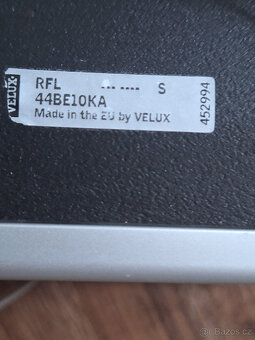 VELUX
RFL --- ---- S
44BE10KA
Made in the EU by VELUX
452994
© Bazos.cz